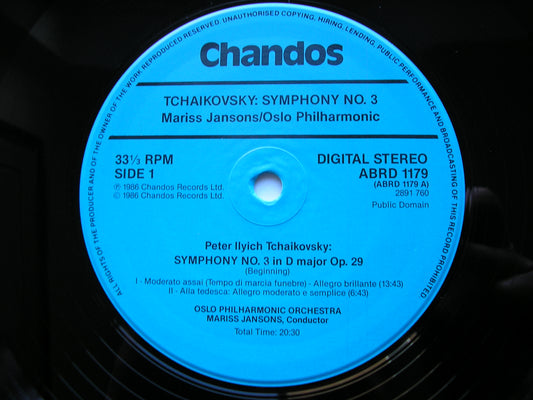 ALL RIGHTS OF THE PRODUCER AND OF THE OWNER OF THE WORK REPRODUCED RESERVED. UNAUTHORISED COPYING, HIRING, LENDING, PUBLIC PERFORMANCE AND BROADCASTING OF THIS RECORD PROHIBITED
Chandos
TCHAIKOVSKY: SYMPHONY NO. 3
Mariss Jansons/Oslo Philharmonic
33⅓ RPM
SIDE 1
℗ 1986 Chandos Records Ltd.
© 1986 Chandos Records Ltd.
DIGITAL STEREO
ABRD 1179
(ABRD 1179 A)
2891 760
Public Domain
Peter Ilyich Tchaikovsky:
SYMPHONY NO. 3 in D major Op. 29
(Beginning)
I - Moderato assai (Tempo di marcia funebre) - Allegro brillante (13:43)
II - Alla tedesca: Allegro moderato e semplice (6:43)
OSLO PHILHARMONIC ORCHESTRA
MARISS JANSONS, Conductor
Total Time: 20:30